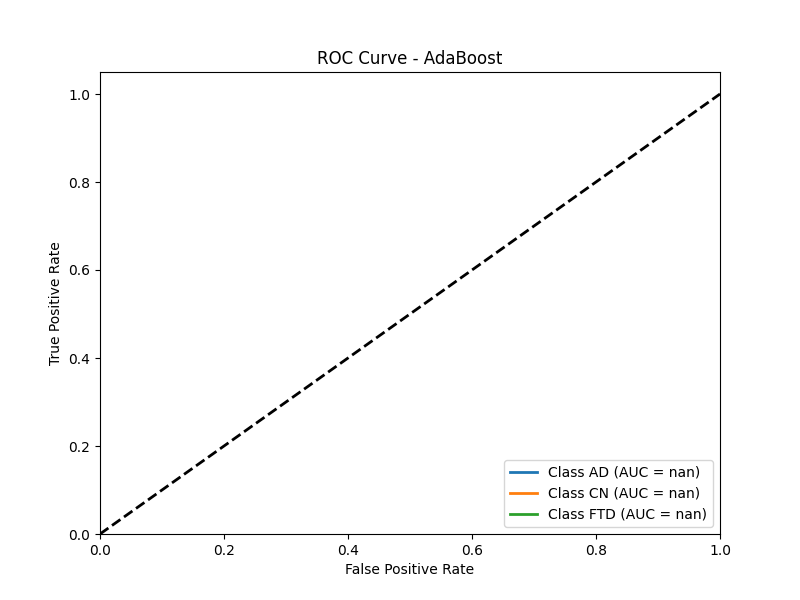 ROC Curve - AdaBoost
True Positive Rate
1.0
0.8
0.6
0.4
0.2
0.0
Class AD (AUC = nan)
Class CN (AUC = nan)
Class FTD (AUC = nan)
0.0 0.2 0.4 0.6 0.8 1.0
False Positive Rate